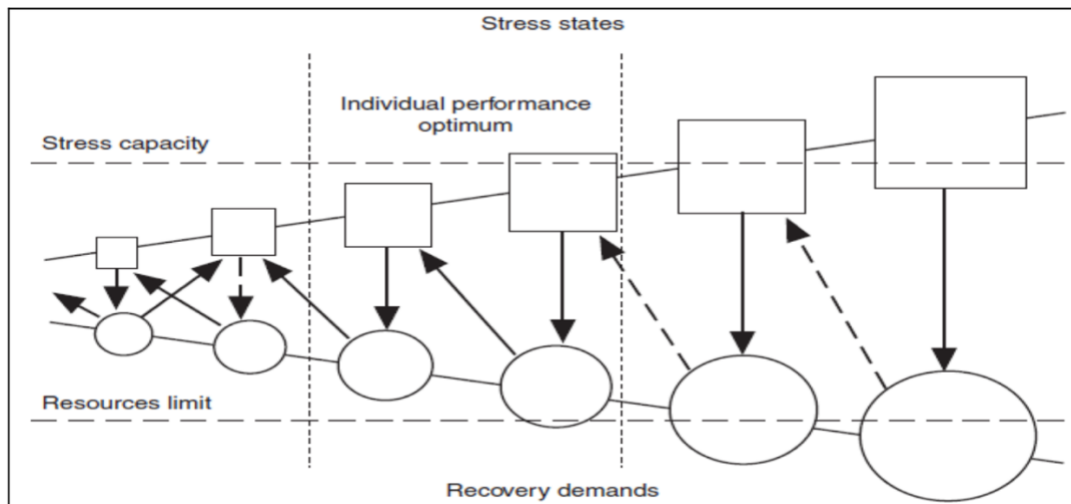 Stress states
Individual performance
optimum
Stress capacity
Resources limit
Recovery demands